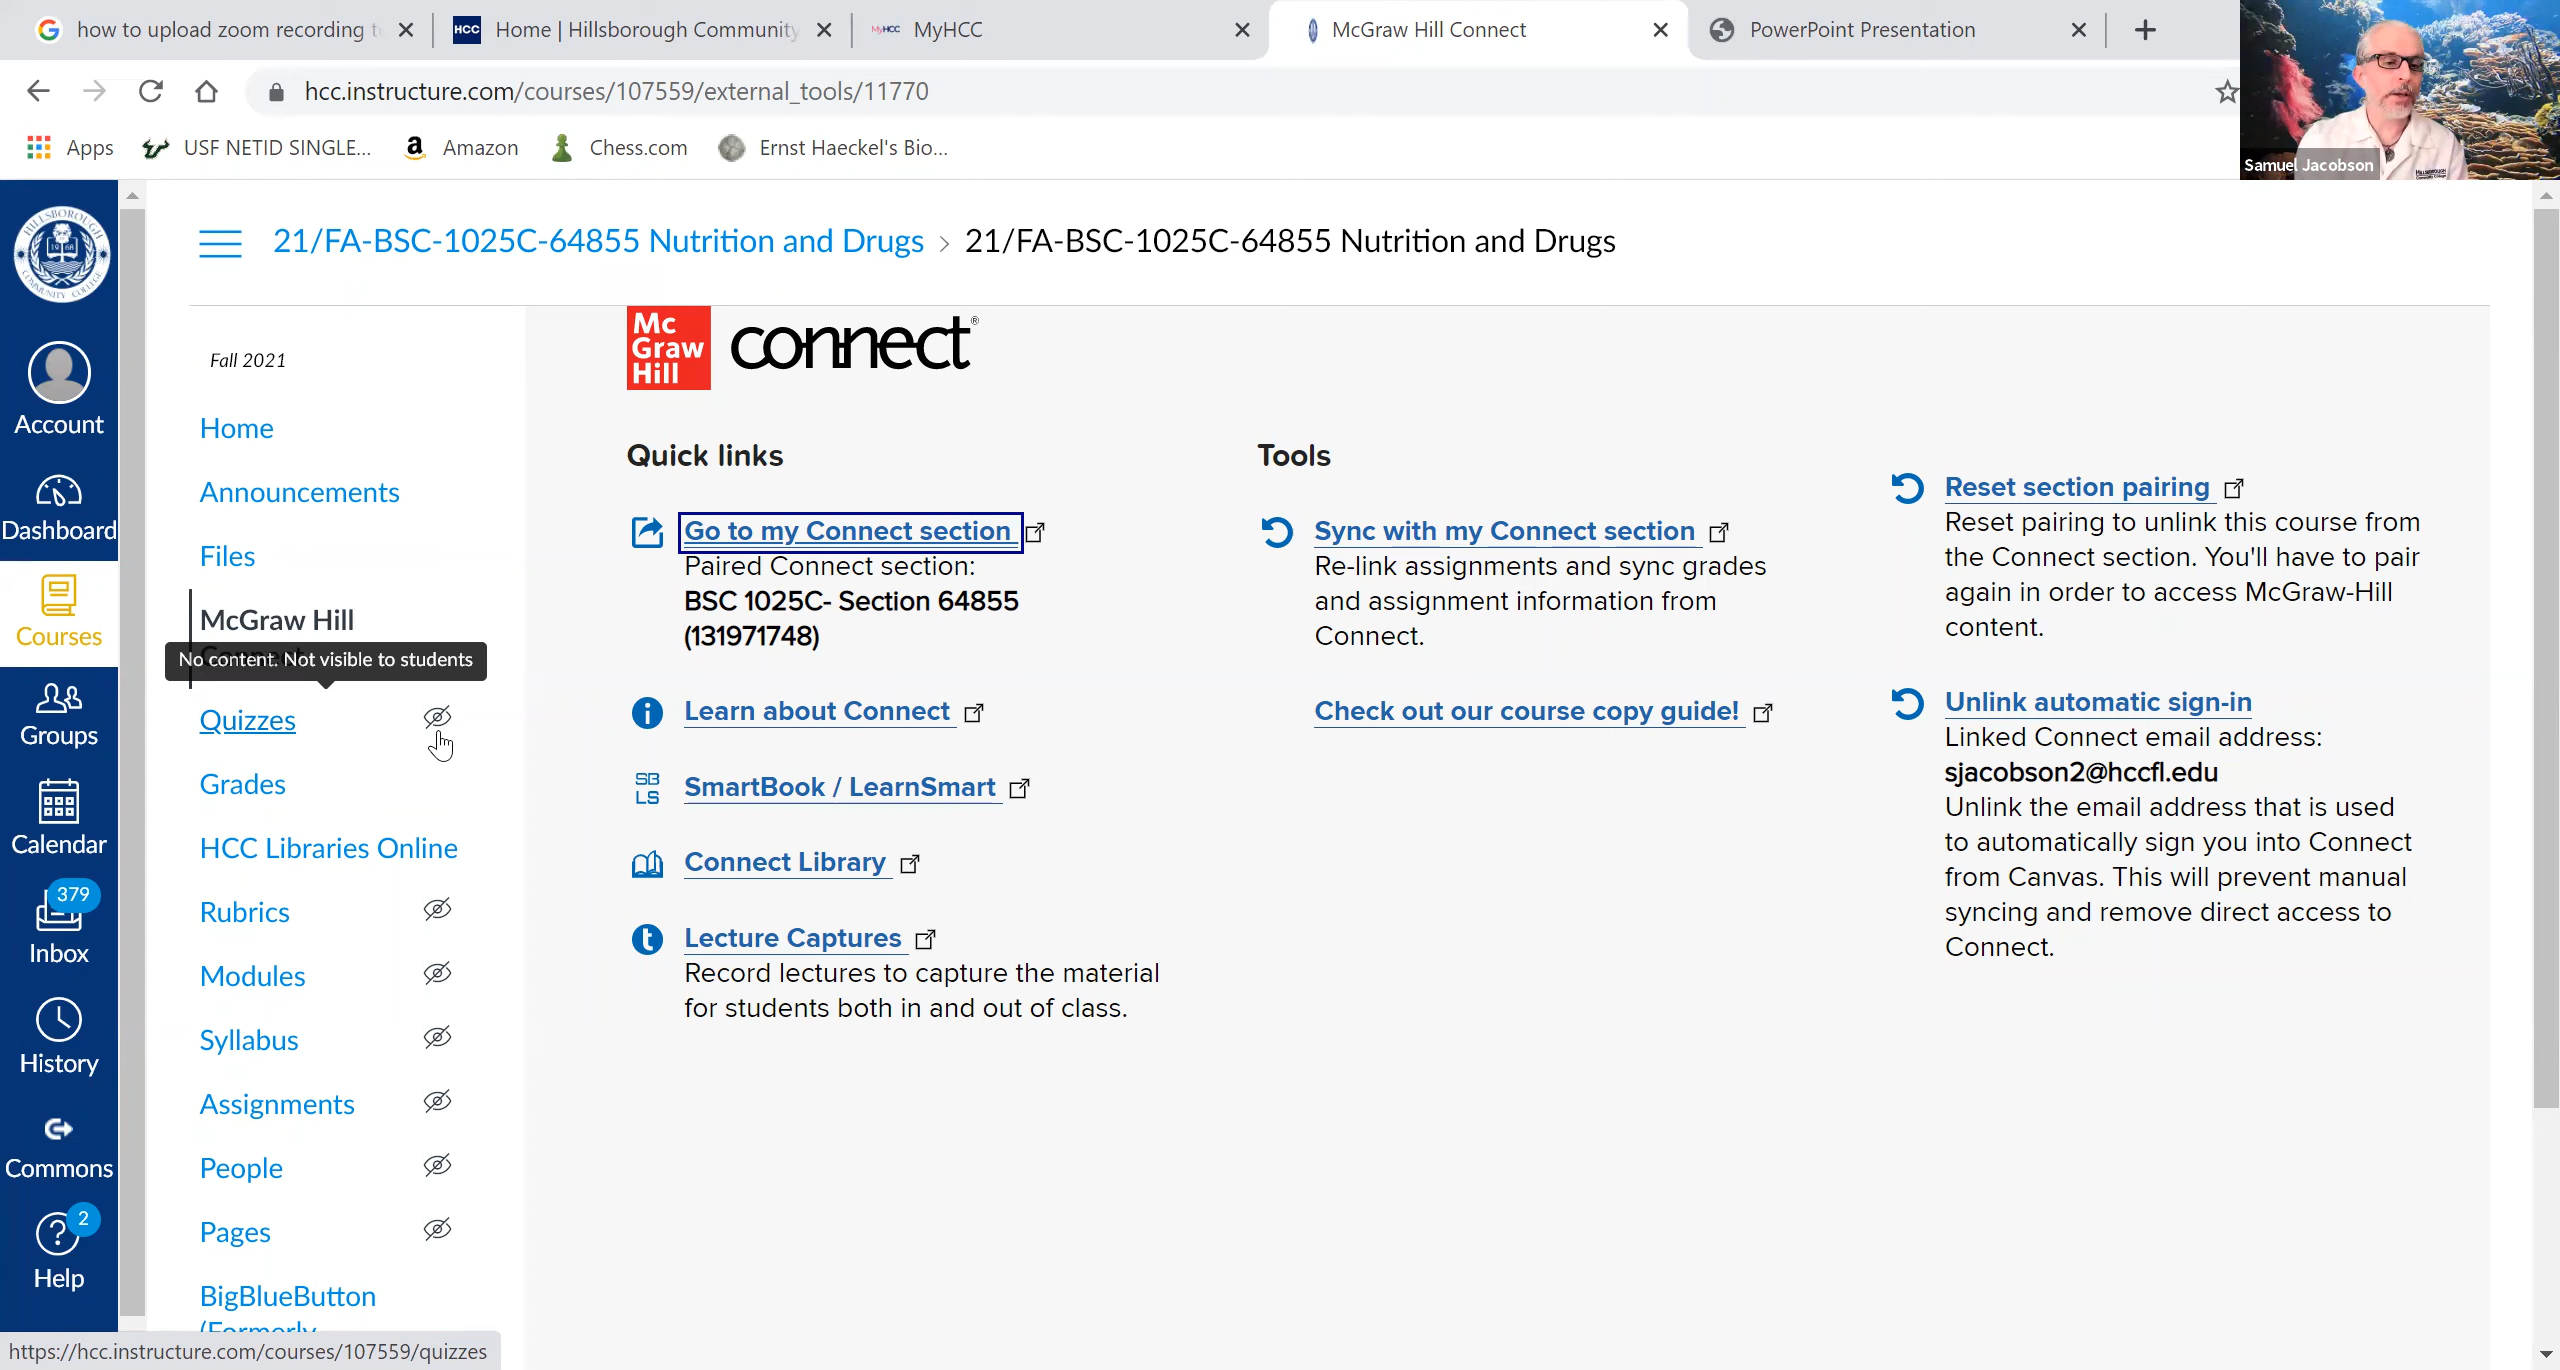 how to upload zoom recording t
Home | Hillsborough Community
MyHCC
McGraw Hill Connect
PowerPoint Presentation
hcc.instructure.com/courses/107559/external_tools/11770
Apps
USF NETID SINGLE...
Amazon
Chess.com
Ernst Haeckel's Bio...
Samuel Jacobson
21/FA-BSC-1025C-64855 Nutrition and Drugs > 21/FA-BSC-1025C-64855 Nutrition and Drugs
Account
Dashboard
Courses
Groups
Calendar
379
Inbox
History
Commons
2
Help
Fall 2021
Home
Announcements
Files
McGraw Hill
No content. Not visible to students
Quizzes
Grades
HCC Libraries Online
Rubrics
Modules
Syllabus
Assignments
People
Pages
BigBlueButton
(Formerly
Mc
Graw
Hill
connect®
Quick links
Go to my Connect section
Paired Connect section:
BSC 1025C- Section 64855
(131971748)
Learn about Connect
SB
LS
SmartBook / LearnSmart
Connect Library
Lecture Captures
Record lectures to capture the material
for students both in and out of class.
Tools
Sync with my Connect section
Re-link assignments and sync grades
and assignment information from
Connect.
Check out our course copy guide!
Reset section pairing
Reset pairing to unlink this course from
the Connect section. You'll have to pair
again in order to access McGraw-Hill
content.
Unlink automatic sign-in
Linked Connect email address:
sjacobson2@hccfl.edu
Unlink the email address that is used
to automatically sign you into Connect
from Canvas. This will prevent manual
syncing and remove direct access to
Connect.
https://hcc.instructure.com/courses/107559/quizzes